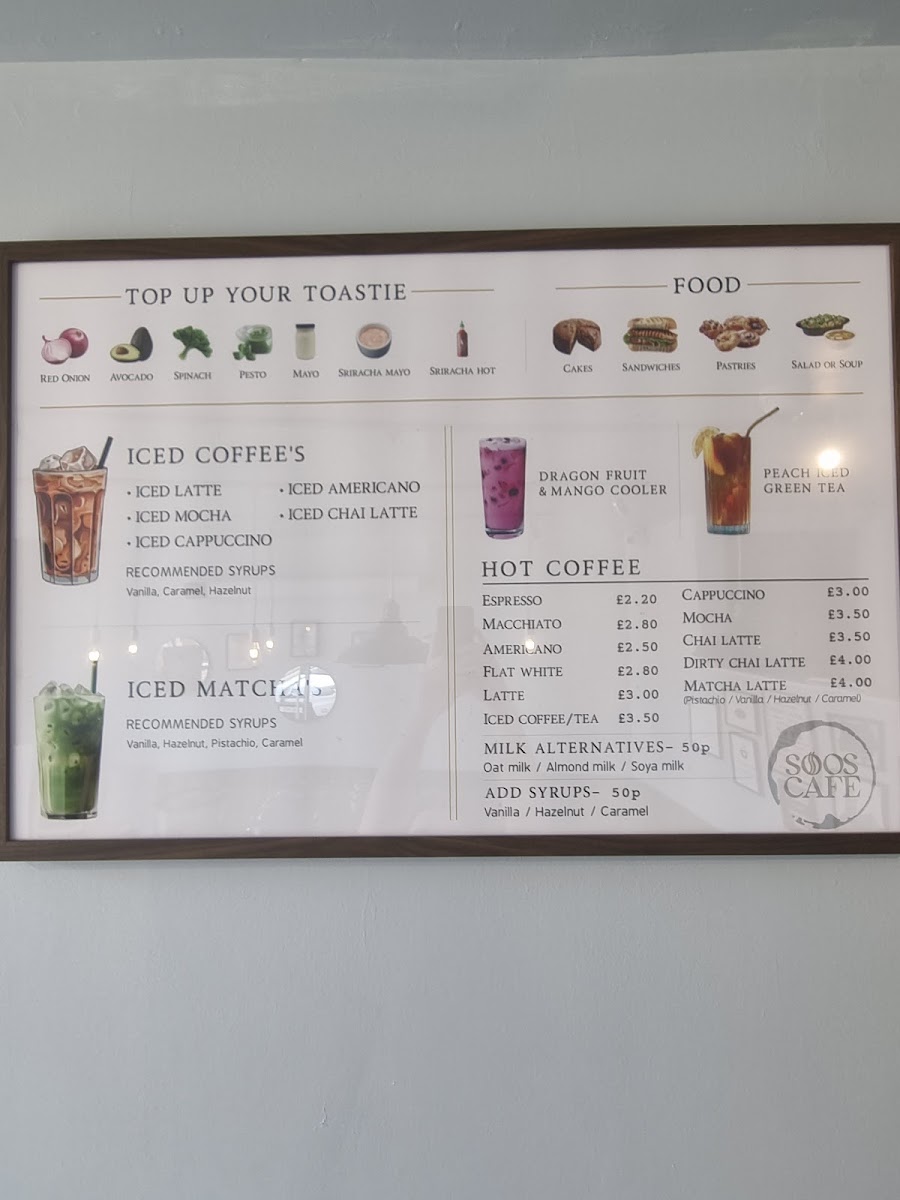 TOP UP YOUR TOASTIE
RED ONION
AVOCADO
SPINACH
PESTO
MAYO
SRIRACHA MAYO
SRIRACHA HOT
FOOD
CAKES
SANDWICHES
PASTRIES
SALAD OR SOUP
ICED COFFEE'S
• ICED LATTE
• ICED MOCHA
• ICED CAPPUCCINO
• ICED AMERICANO
• ICED CHAI LATTE
RECOMMENDED SYRUPS
Vanilla, Caramel, Hazelnut
ICED MATCHA'S
RECOMMENDED SYRUPS
Vanilla, Hazelnut, Pistachio, Caramel
DRAGON FRUIT
& MANGO COOLER
PEACH ICED
GREEN TEA
HOT COFFEE
ESPRESSO £2.20
MACCHIATO £2.80
AMERICANO £2.50
FLAT WHITE £2.80
LATTE £3.00
ICED COFFEE/TEA £3.50
CAPPUCCINO £3.00
MOCHA £3.50
CHAI LATTE £3.50
DIRTY CHAI LATTE £4.00
MATCHA LATTE £4.00
(Pistachio / Vanilla / Hazelnut / Caramel)
MILK ALTERNATIVES- 50p
Oat milk / Almond milk / Soya milk
ADD SYRUPS- 50p
Vanilla / Hazelnut / Caramel
SOOS
CAFE